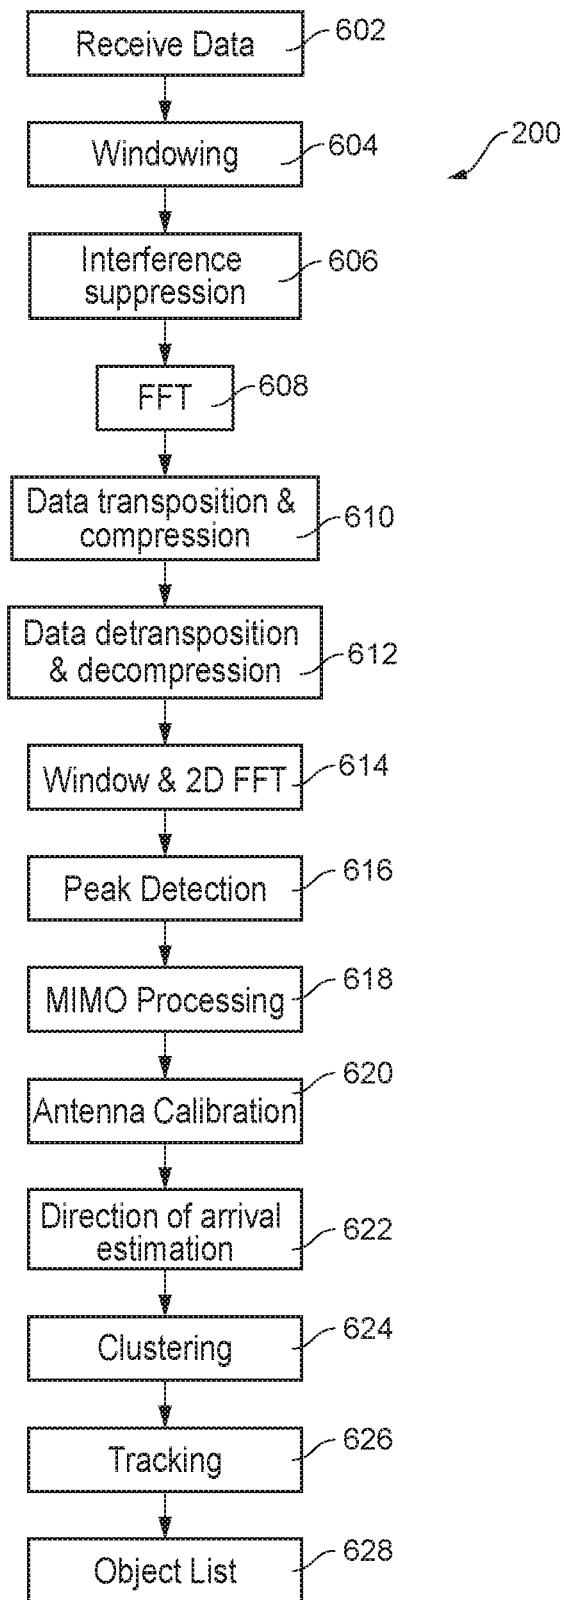 Receive Data
602
Windowing
604
200
Interference
suppression
606
FFT
608
Data transposition &
compression
610
Data detransposition
& decompression
612
Window & 2D FFT
614
Peak Detection
616
MIMO Processing
618
Antenna Calibration
620
Direction of arrival
estimation
622
Clustering
624
Tracking
626
Object List
628